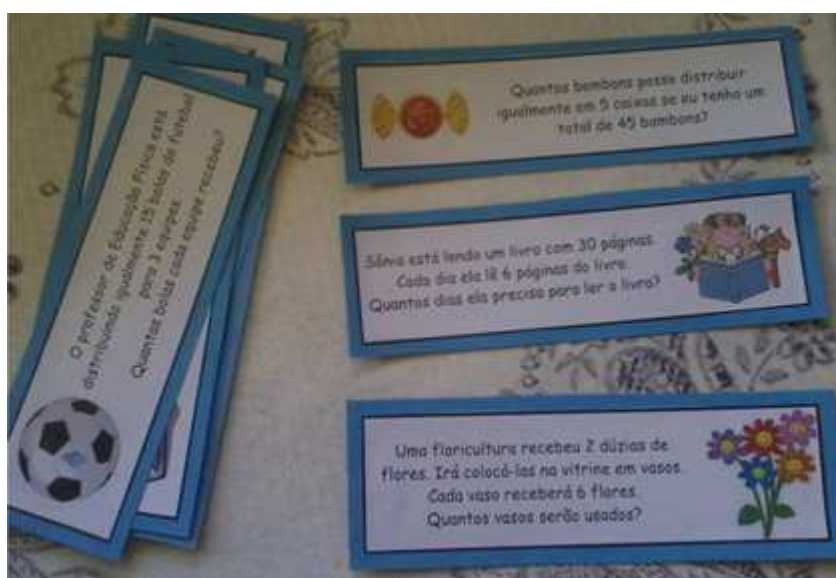 O professor de Educação Física está
distribuindo igualmente 15 bolas de futebol
para 3 equipes.
Quantas bolas cada equipe recebeu?
Quantos bombons posso distribuir
igualmente em 5 caixas se eu tenho um
total de 45 bombons?
Sônia está lendo um livro com 30 páginas.
Cada dia ela lê 6 páginas do livro.
Quantos dias ela precisa para ler o livro?
Uma floricultura recebeu 2 dúzias de
flores. Irá colocá-las na vitrine em vasos.
Cada vaso receberá 6 flores.
Quantos vasos serão usados?